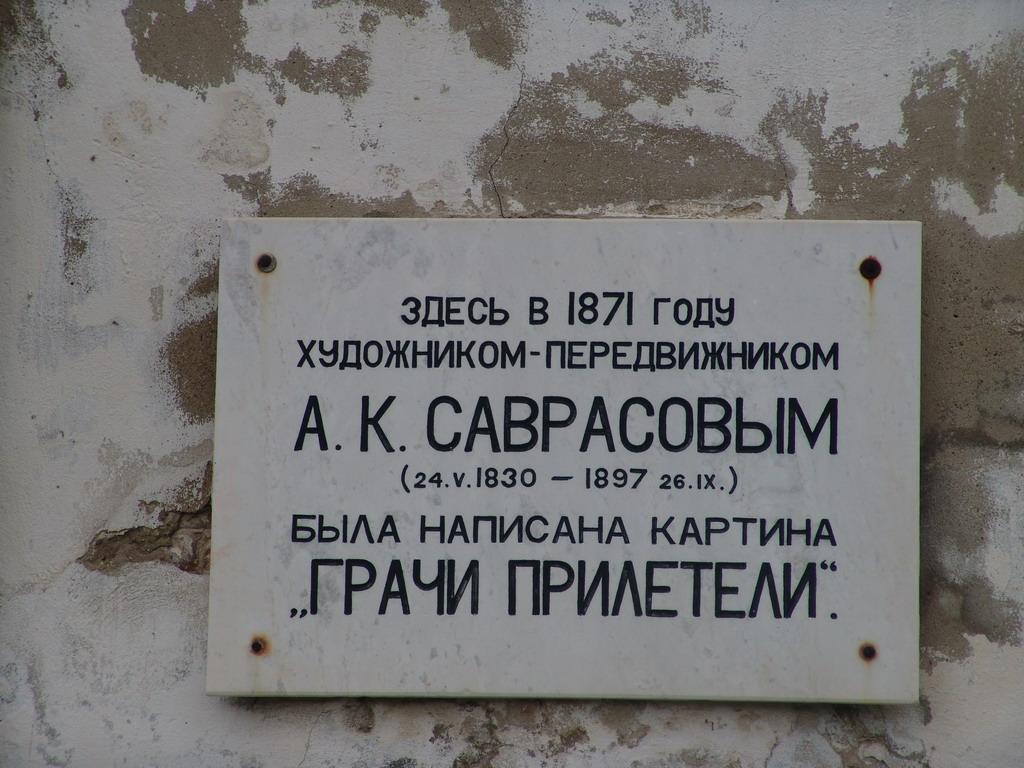 ЗДЕСЬ В 1871 ГОДУ
ХУДОЖНИКОМ-ПЕРЕДВИЖНИКОМ
А. К. САВРАСОВЫМ
(24.V.1830 — 1897 26.IX.)
БЫЛА НАПИСАНА КАРТИНА
„ГРАЧИ ПРИЛЕТЕЛИ“.